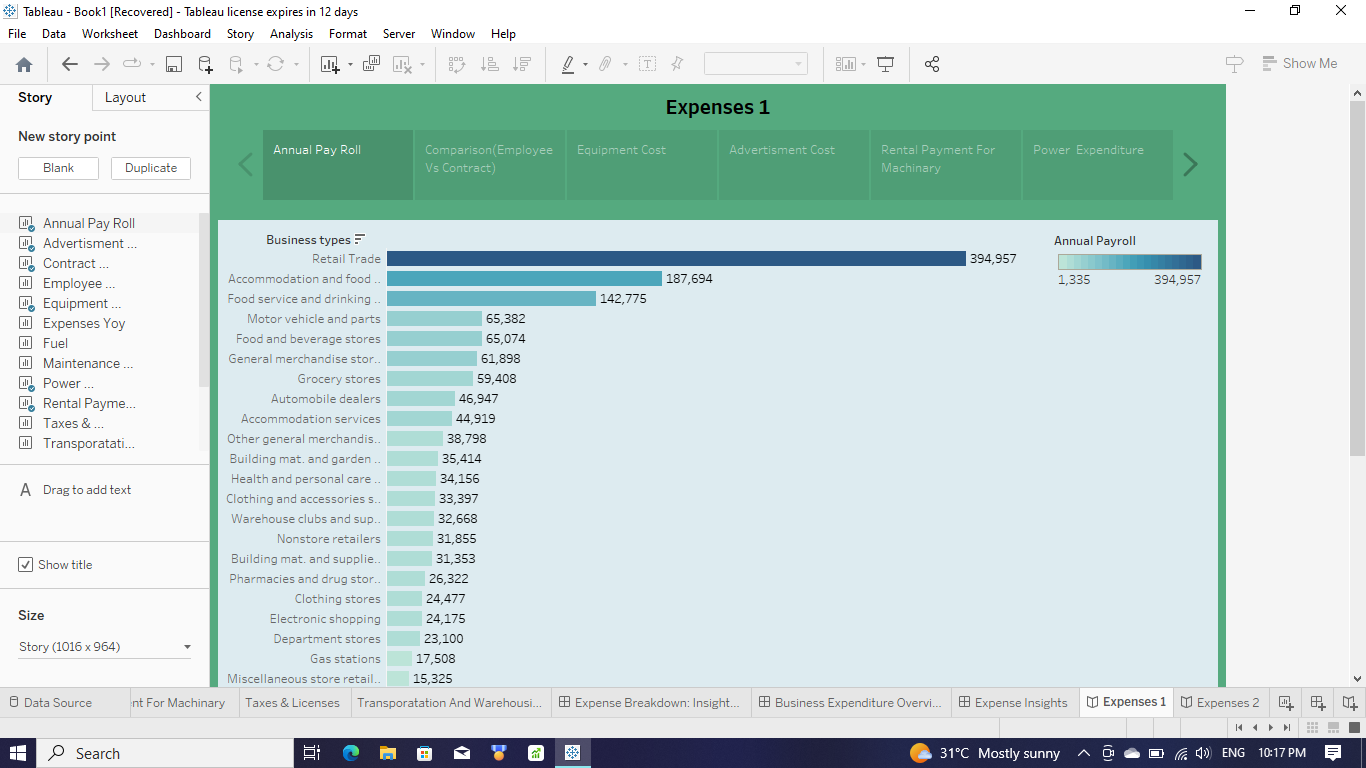 Tableau - Book1 [Recovered] - Tableau license expires in 12 days
File Data Worksheet Dashboard Story Analysis Format Server Window Help
Show Me
Story Layout
New story point
Blank Duplicate
Annual Pay Roll
Advertisment ...
Contract ...
Employee ...
Equipment ...
Expenses Yoy
Fuel
Maintenance ...
Power ...
Rental Payme...
Taxes & ...
Transporatati...
A Drag to add text
Show title
Size
Story (1016 x 964)
Expenses 1
Annual Pay Roll
Comparison(Employee
Vs Contract)
Equipment Cost
Advertisment Cost
Rental Payment For
Machinary
Power Expenditure
Business types
Retail Trade 394,957
Accommodation and food .. 187,694
Food service and drinking .. 142,775
Motor vehicle and parts 65,382
Food and beverage stores 65,074
General merchandise stor.. 61,898
Grocery stores 59,408
Automobile dealers 46,947
Accommodation services 44,919
Other general merchandis.. 38,798
Building mat. and garden .. 35,414
Health and personal care .. 34,156
Clothing and accessories s.. 33,397
Warehouse clubs and sup.. 32,668
Nonstore retailers 31,855
Building mat. and supplie.. 31,353
Pharmacies and drug stor.. 26,322
Clothing stores 24,477
Electronic shopping 24,175
Department stores 23,100
Gas stations 17,508
Miscellaneous store retail.. 15,325
Annual Payroll
1,335 394,957
Data Source nt For Machinary Taxes & Licenses Transporatation And Warehousi... Expense Breakdown: Insight... Business Expenditure Overvi... Expense Insights Expenses 1 Expenses 2
Search 31°C Mostly sunny ENG 10:17 PM